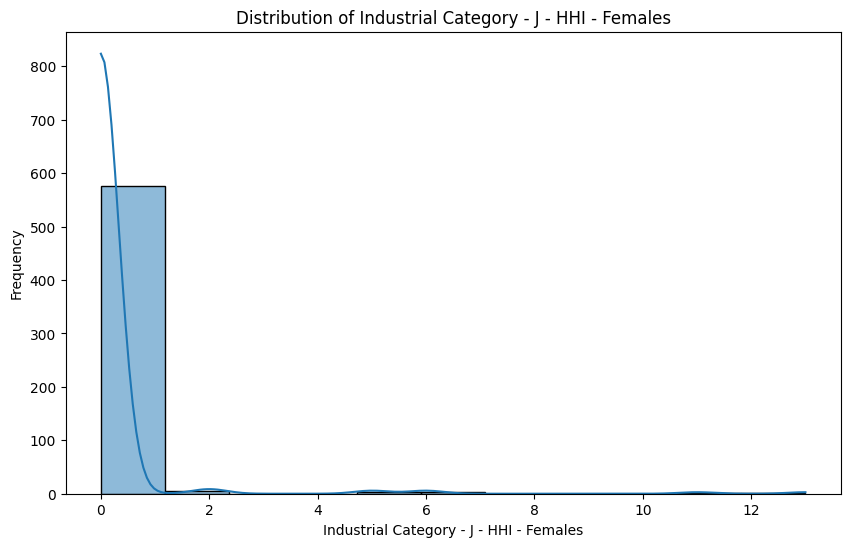 Distribution of Industrial Category - J - HHI - Females
800
700
600
500
400
300
200
100
0
Frequency
0 2 4 6 8 10 12
Industrial Category - J - HHI - Females